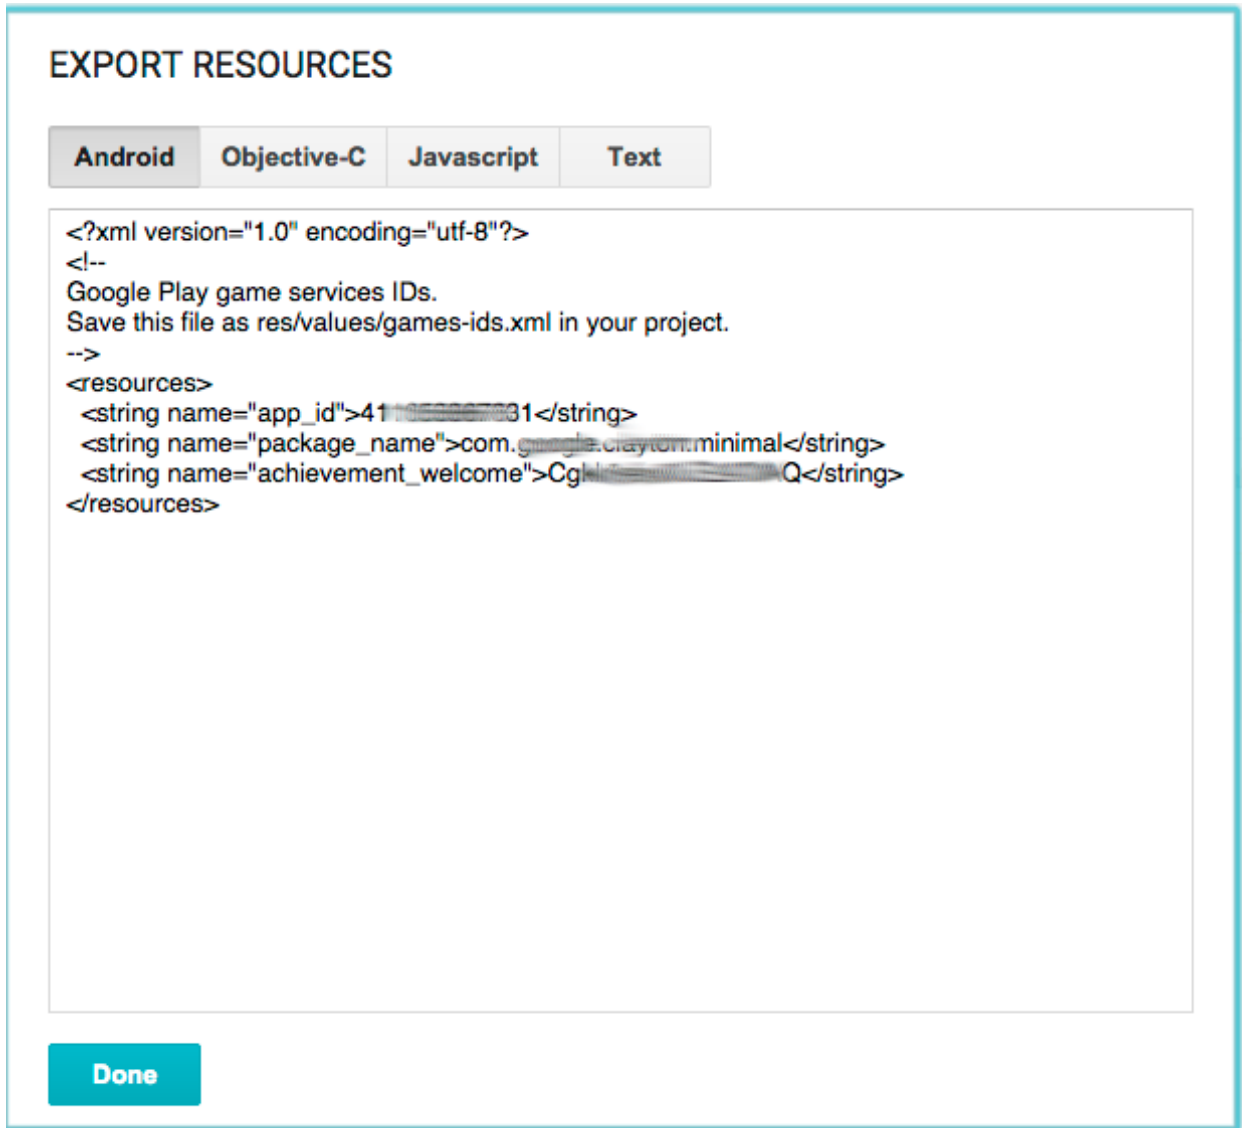 EXPORT RESOURCES
Android Objective-C Javascript Text
<?xml version="1.0" encoding="utf-8"?>
<!--
Google Play game services IDs.
Save this file as res/values/games-ids.xml in your project.
-->
<resources>
<string name="app_id">41 31</string>
<string name="package_name">com. minimal</string>
<string name="achievement_welcome">Cgk Q</string>
</resources>
Done